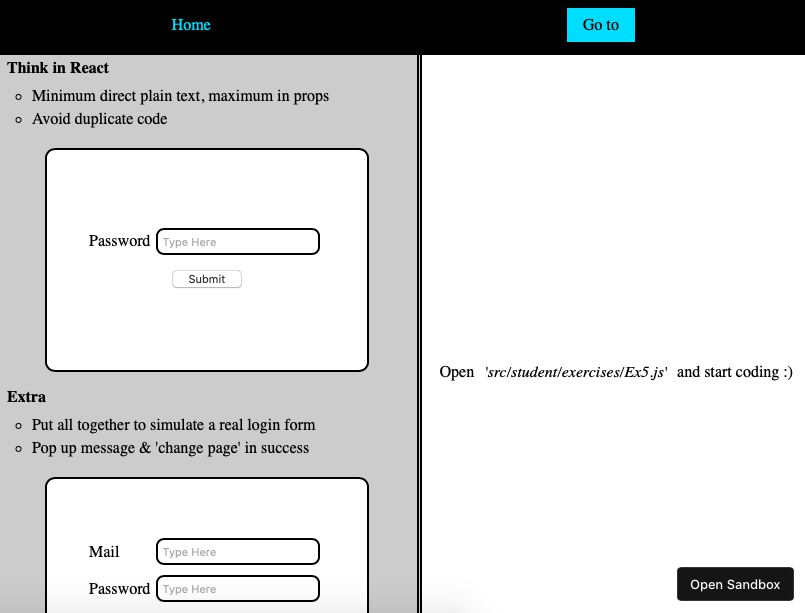 Home
Go to
Think in React
Minimum direct plain text, maximum in props
Avoid duplicate code
Password
Type Here
Submit
Extra
Put all together to simulate a real login form
Pop up message & 'change page' in success
Mail
Type Here
Password
Type Here
Open 'src/student/exercises/Ex5.js' and start coding :)
Open Sandbox